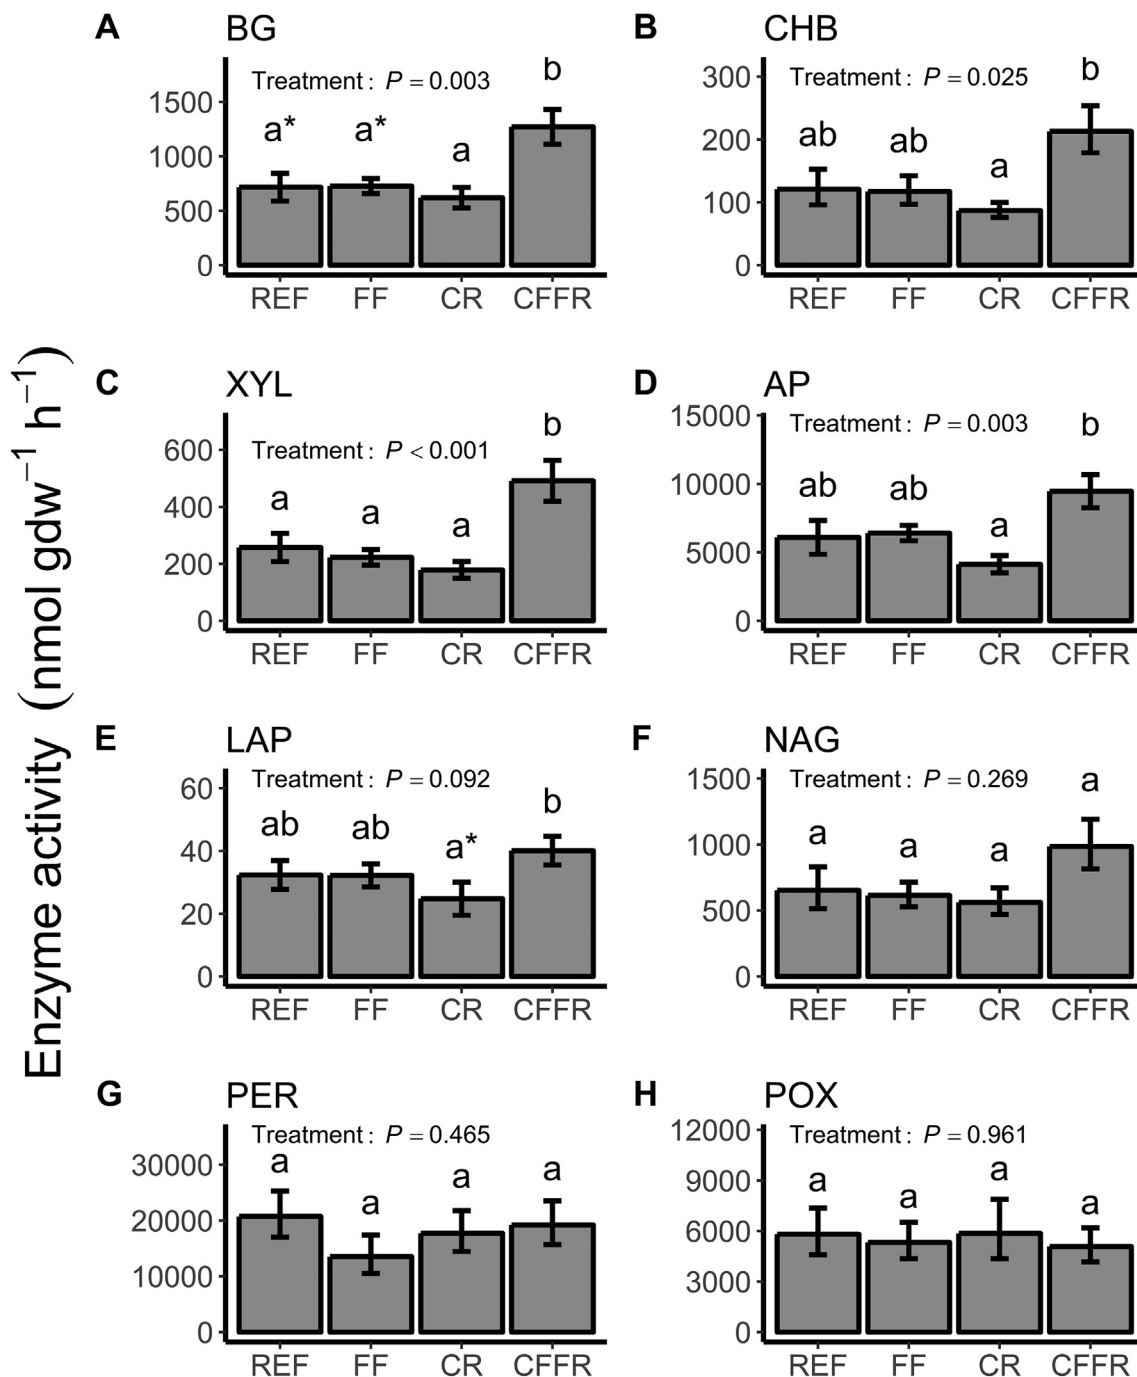 A BG
Treatment : P = 0.003
1500
1000
500
0
a* a* a b
REF FF CR CFFR
B CHB
Treatment : P = 0.025
300
200
100
0
ab ab a b
REF FF CR CFFR
Enzyme activity (nmol gdw⁻¹ h⁻¹)
C XYL
Treatment : P < 0.001
600
400
200
0
a a a b
REF FF CR CFFR
D AP
Treatment : P = 0.003
15000
10000
5000
0
ab ab a b
REF FF CR CFFR
E LAP
Treatment : P = 0.092
60
40
20
0
ab ab a* b
REF FF CR CFFR
F NAG
Treatment : P = 0.269
1500
1000
500
0
a a a a
REF FF CR CFFR
G PER
Treatment : P = 0.465
30000
20000
10000
0
a a a a
REF FF CR CFFR
H POX
Treatment : P = 0.961
12000
9000
6000
3000
0
a a a a
REF FF CR CFFR